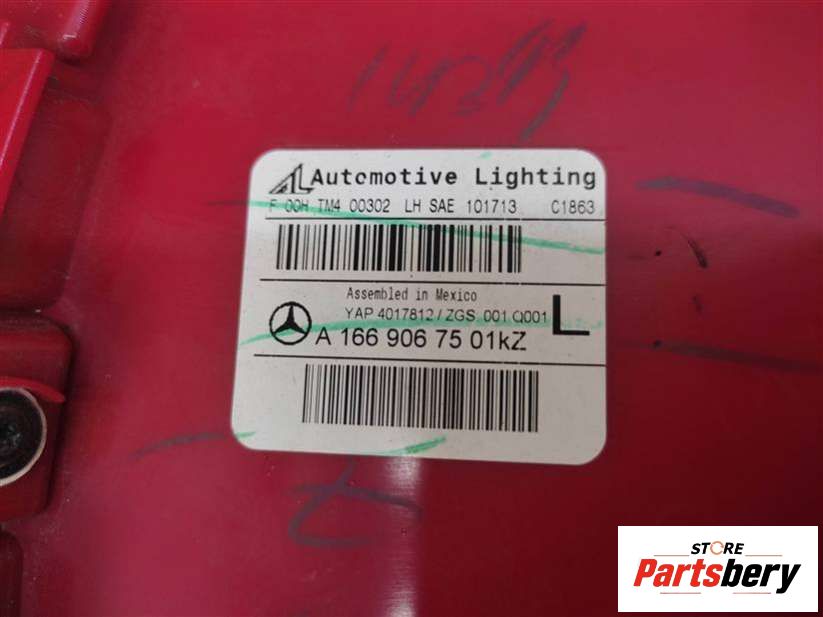 AL Automotive Lighting
F 00H TM4 00302 LH SAE 101713 C1863
Assembled in Mexico
YAP 4017812/ZGS 001 Q001
L
A 166 906 75 01kZ
STORE
Partsbery